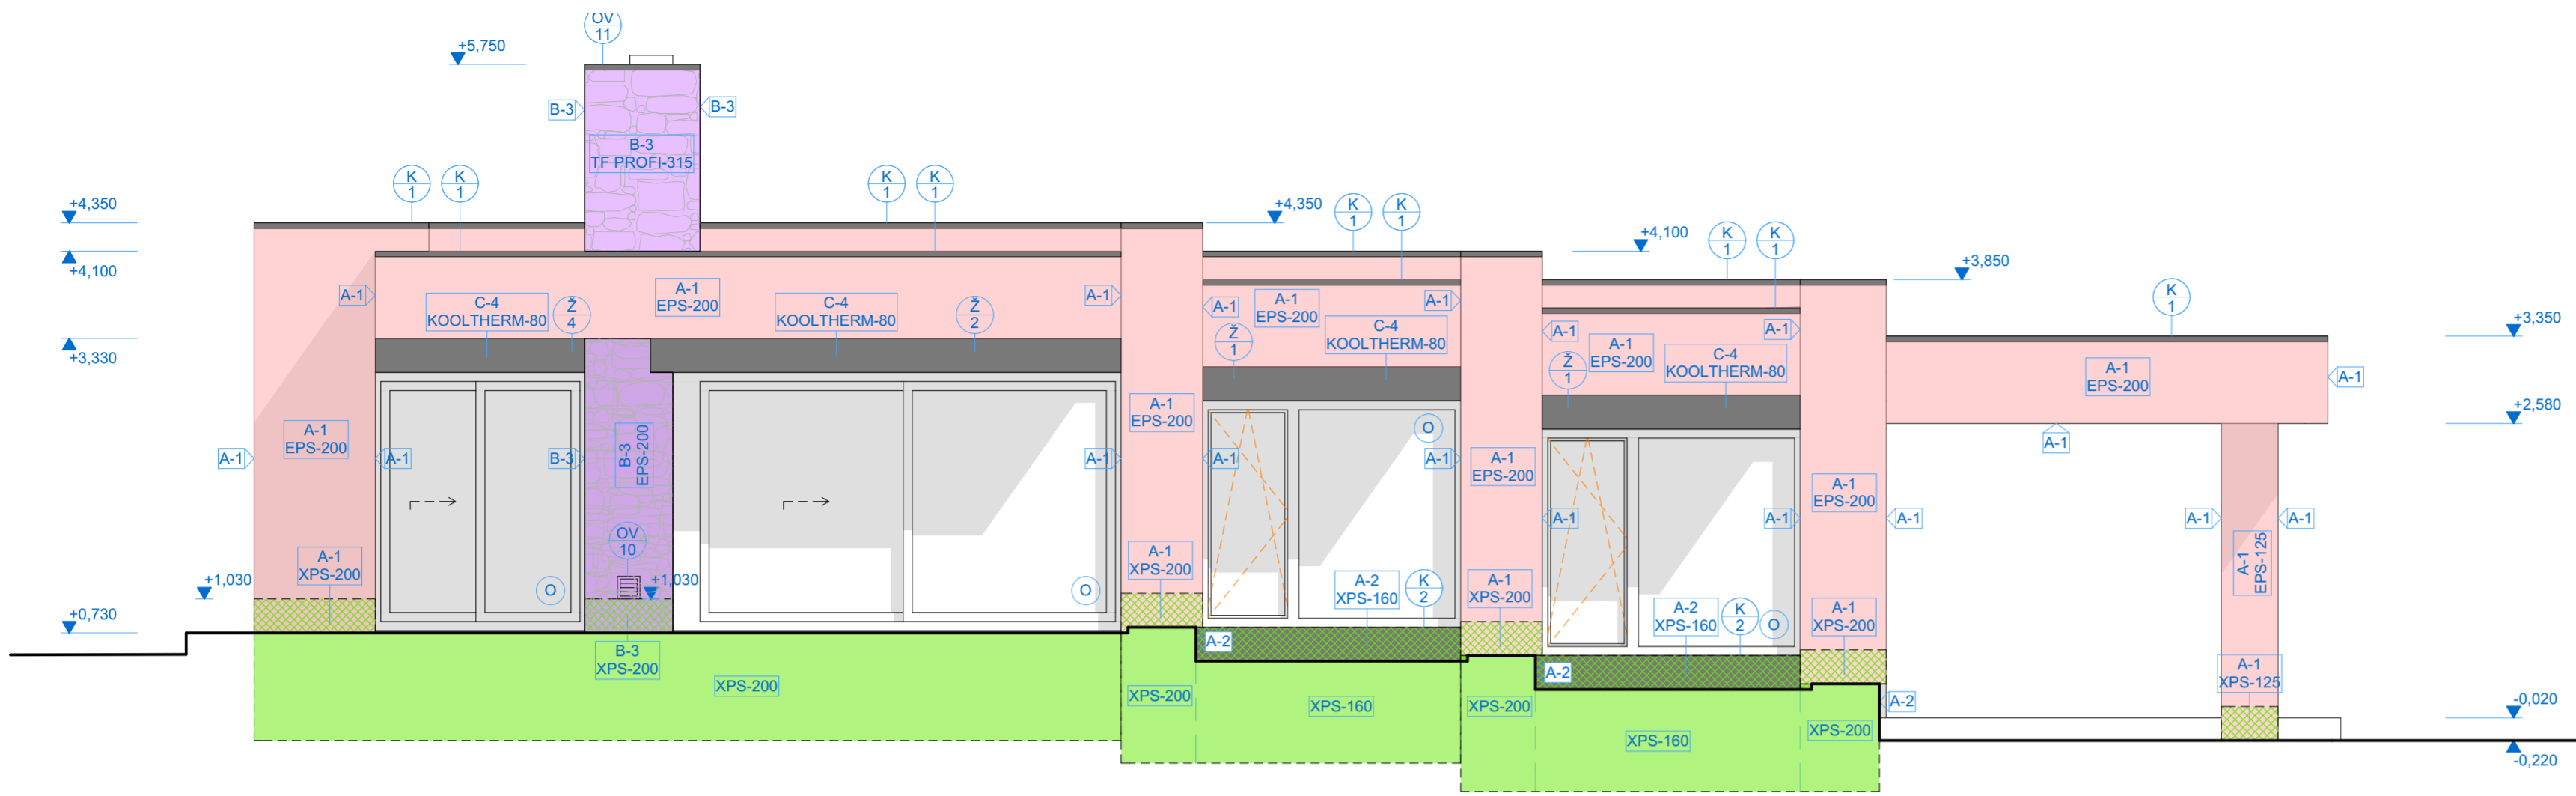 OV
11
+5,750
B-3
B-3
B-3
TF PROFI-315
K
1
K
1
K
1
K
1
+4,350
+4,350
K
1
K
1
+4,100
K
1
K
1
+3,850
+4,100
K
1
A-1
C-4
KOOLTHERM-80
Ž
4
A-1
EPS-200
C-4
KOOLTHERM-80
Ž
2
A-1
A-1
A-1
EPS-200
A-1
Ž
1
C-4
KOOLTHERM-80
A-1
A-1
EPS-200
A-1
Ž
1
C-4
KOOLTHERM-80
+3,350
+3,330
A-1
EPS-200
A-1
+2,580
A-1
A-1
EPS-200
A-1
A-1
B-3
B-3
EPS-200
A-1
A-1
EPS-200
A-1
O
A-1
A-1
EPS-200
A-1
A-1
A-1
EPS-200
A-1
A-1
A-1
A-1
EPS-125
OV
10
A-1
XPS-200
+1,030
+1,030
O
O
A-1
XPS-200
A-2
XPS-160
K
2
A-1
XPS-200
A-2
XPS-160
K
2
O
A-1
XPS-200
+0,730
A-2
B-3
XPS-200
A-2
A-1
XPS-125
XPS-200
XPS-200
XPS-160
XPS-200
A-2
-0,020
XPS-160
XPS-200
-0,220